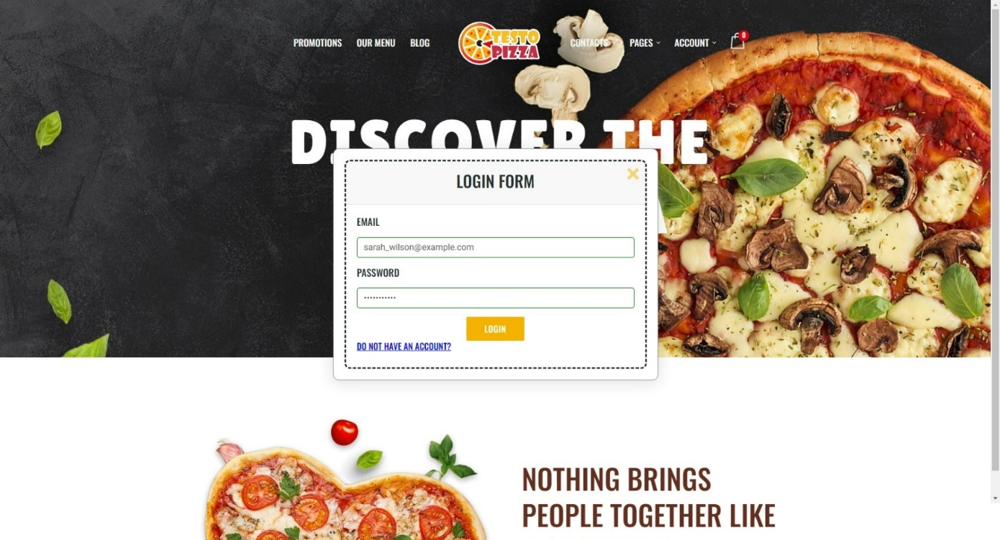 PROMOTIONS OUR MENU BLOG TESTO PIZZA CONTACTS PAGES ACCOUNT 0
DISCOVER THE
LOGIN FORM
EMAIL
sarah_wilson@example.com
PASSWORD
•••••••••••
LOGIN
DO NOT HAVE AN ACCOUNT?
NOTHING BRINGS
PEOPLE TOGETHER LIKE